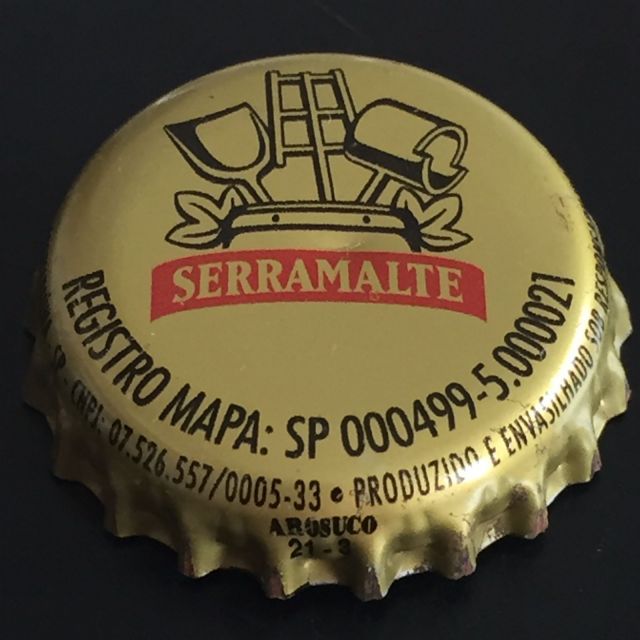 SERRAMALTE
REGISTRO MAPA: SP 000499-5.000021
SP - CNPJ: 07.526.557/0005-33 • PRODUZIDO E ENVASILHADO SOB
AROSUCO
21-3